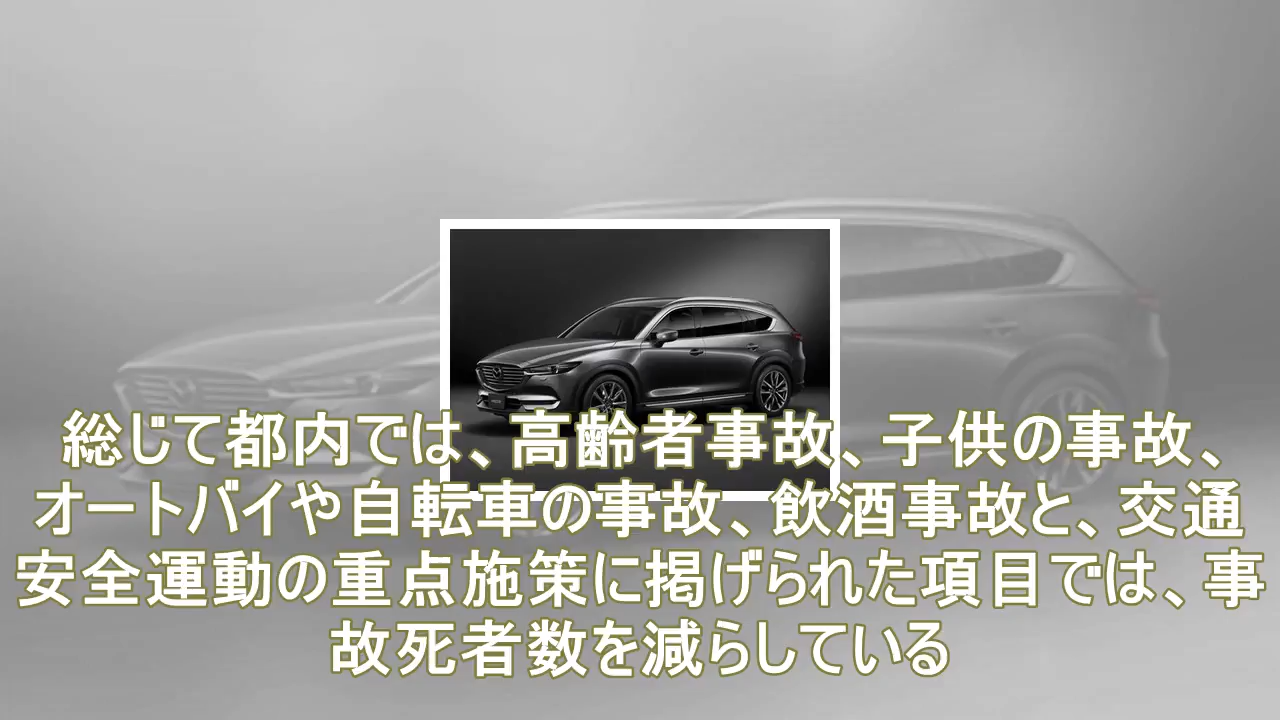 総じて都内では、高齢者事故、子供の事故、
オートバイや自転車の事故、飲酒事故と、交通
安全運動の重点施策に掲げられた項目では、事
故死者数を減らしている